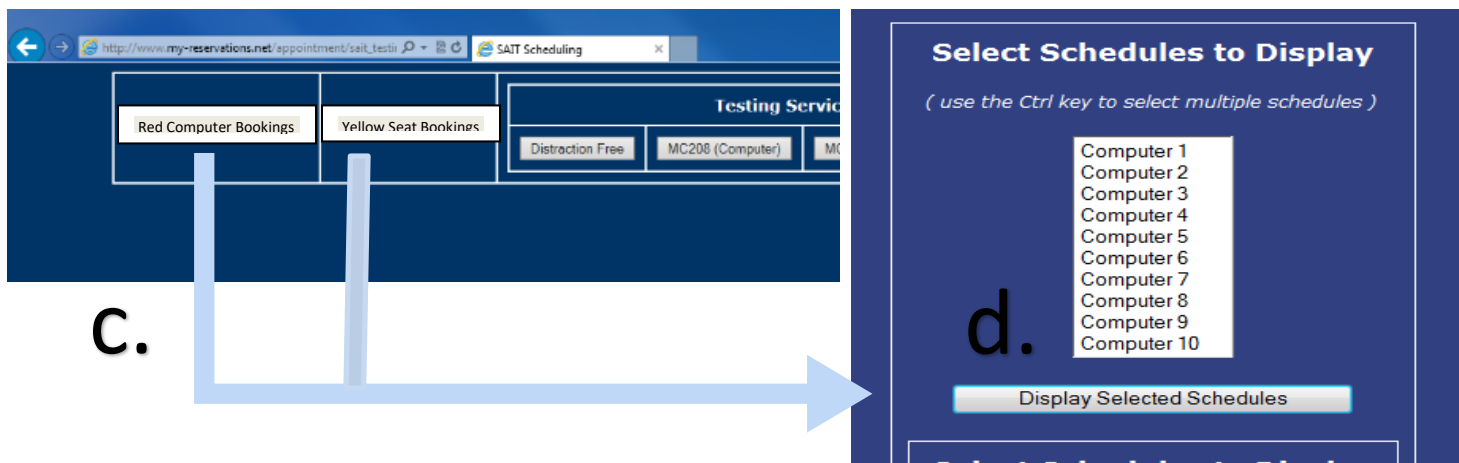 http://www.my-reservations.net/appointment/sait_testi
SAIT Scheduling
Red Computer Bookings
Yellow Seat Bookings
Distraction Free
MC208 (Computer)
c.
Select Schedules to Display
( use the Ctrl key to select multiple schedules )
Computer 1
Computer 2
Computer 3
Computer 4
Computer 5
Computer 6
Computer 7
Computer 8
Computer 9
Computer 10
d.
Display Selected Schedules